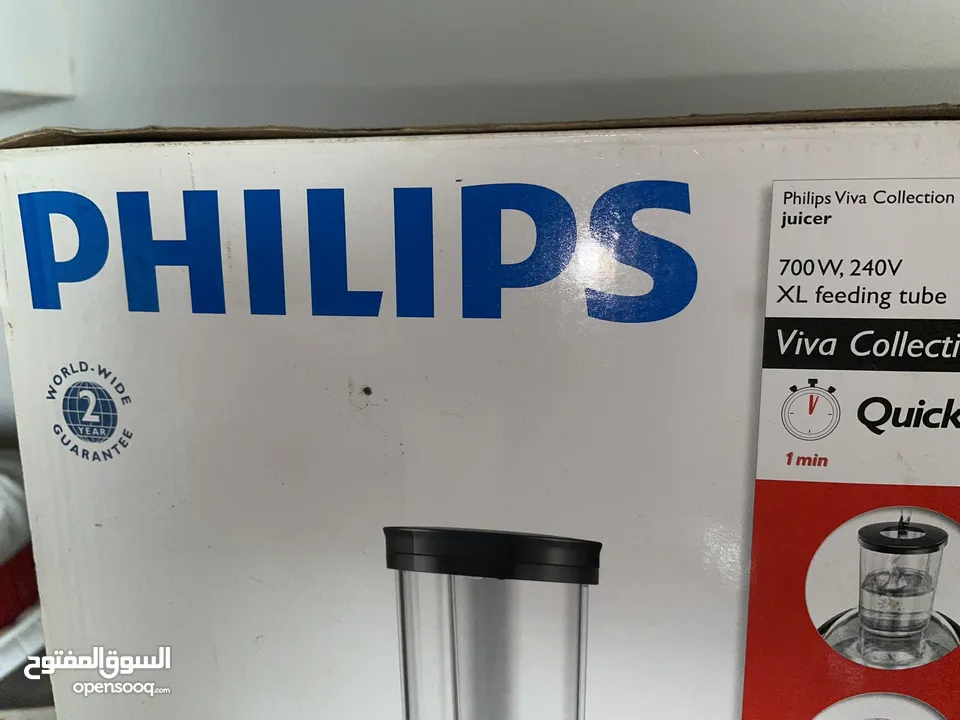 PHILIPS
WORLD-WIDE
2
YEAR
GUARANTEE
Philips Viva Collection
juicer
700W, 240V
XL feeding tube
Viva Collecti
Quick
1 min
السوق المفتوح
opensooq.com